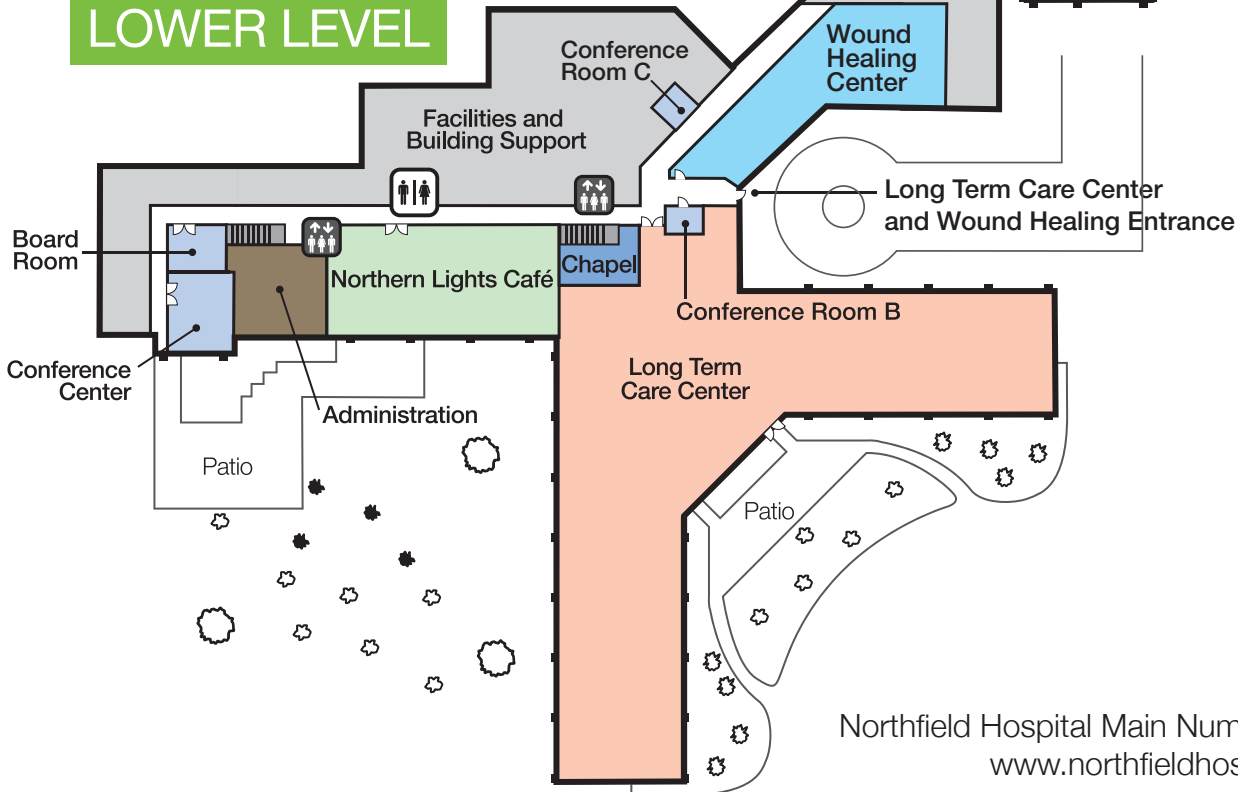 LOWER LEVEL
Conference
Room C
Wound
Healing
Center
Facilities and
Building Support
Long Term Care Center
and Wound Healing Entrance
Board
Room
Northern Lights Café
Chapel
Conference Room B
Conference
Center
Long Term
Care Center
Administration
Patio
Patio
Northfield Hospital Main Num
www.northfieldhos